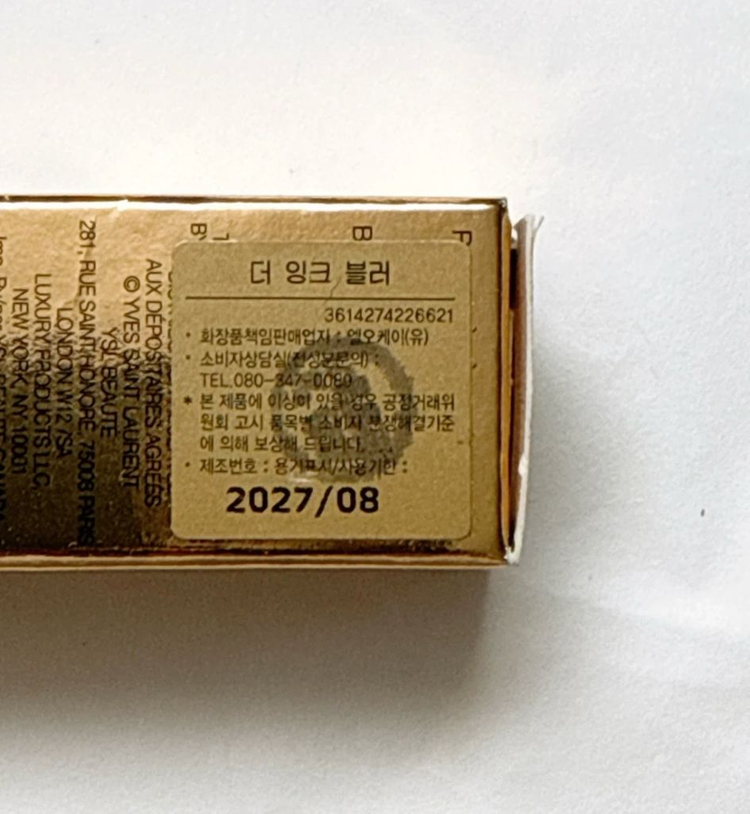 더 잉크 블러
3614274226621
· 화장품책임판매업자 : 엘오케이(유)
· 소비자상담실(전성분문의) :
TEL.080-347-0089
* 본 제품에 이상이 있을 경우 공정거래위
원회 고시 품목별 소비자 분쟁해결기준
에 의해 보상해 드립니다.
· 제조번호 : 용기표시/사용기한 :
2027/08
AUX DÉPOSITAIRES AGRÉÉS
© YVES SAINT LAURENT
YSL BEAUTÉ
281, RUE SAINT HONORÉ, 75008 PARIS
LONDON W12 7SA
LUXURY PRODUCTS LLC,
NEW YORK, NY 10001